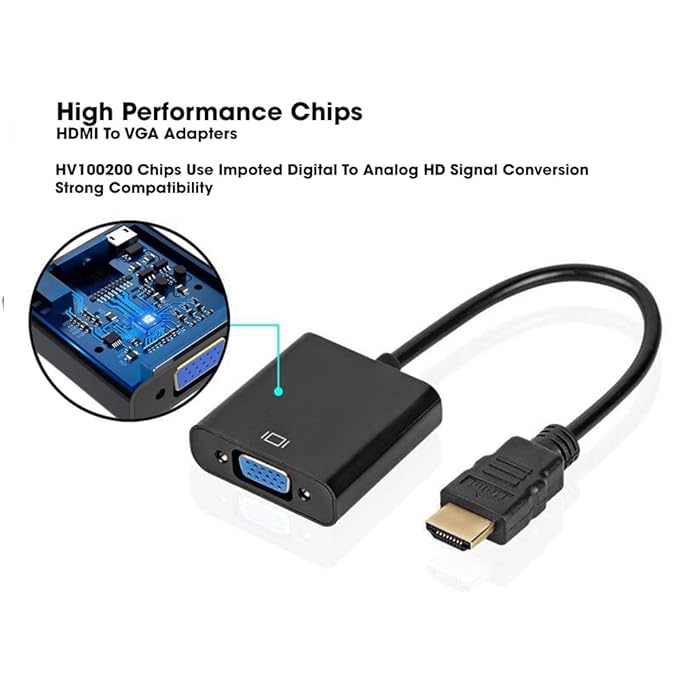 High Performance Chips
HDMI To VGA Adapters
HV100200 Chips Use Impoted Digital To Analog HD Signal Conversion
Strong Compatibility